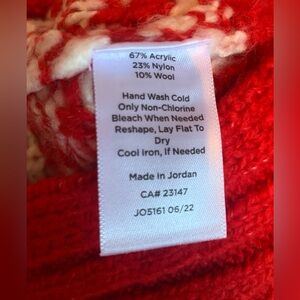 67% Acrylic
23% Nylon
10% Wool
Hand Wash Cold
Only Non-Chlorine
Bleach When Needed
Reshape, Lay Flat To
Dry
Cool iron, If Needed
Made in Jordan
CA# 23147
JO5161 06/22